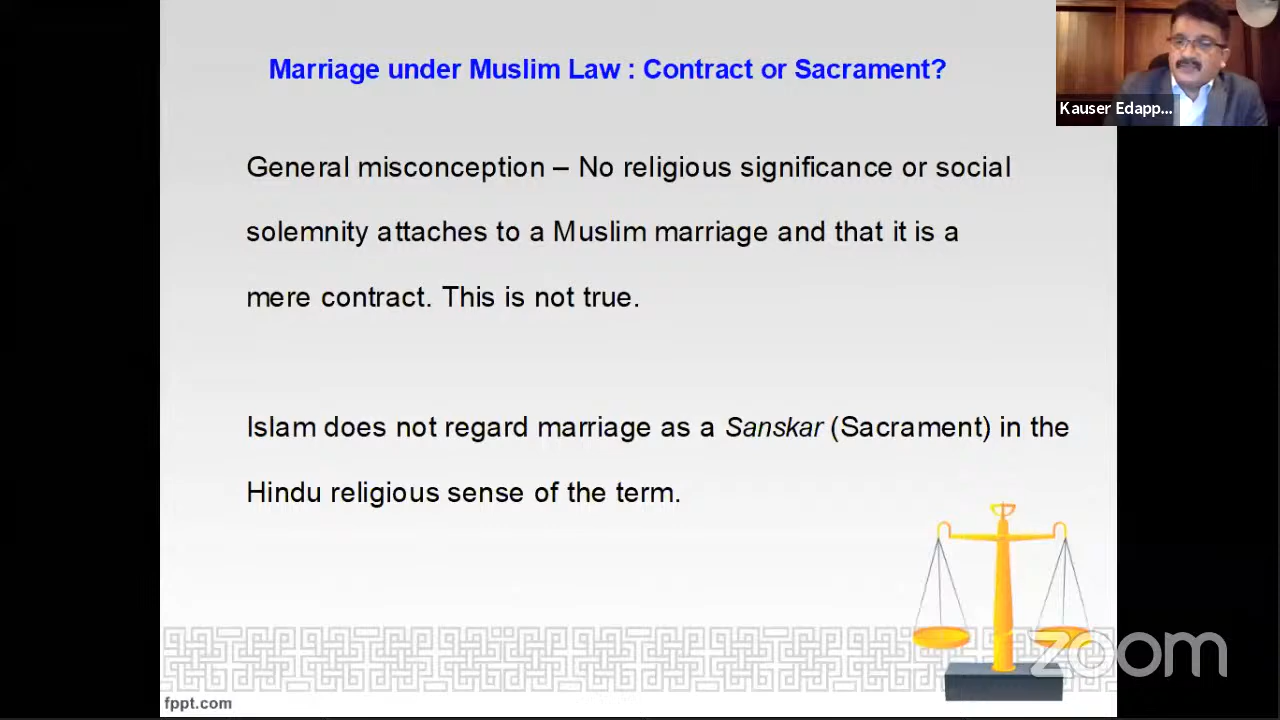 Marriage under Muslim Law : Contract or Sacrament?
Kauser Edapp...
General misconception – No religious significance or social
solemnity attaches to a Muslim marriage and that it is a
mere contract. This is not true.
Islam does not regard marriage as a Sanskar (Sacrament) in the
Hindu religious sense of the term.
zoom
fppt.com